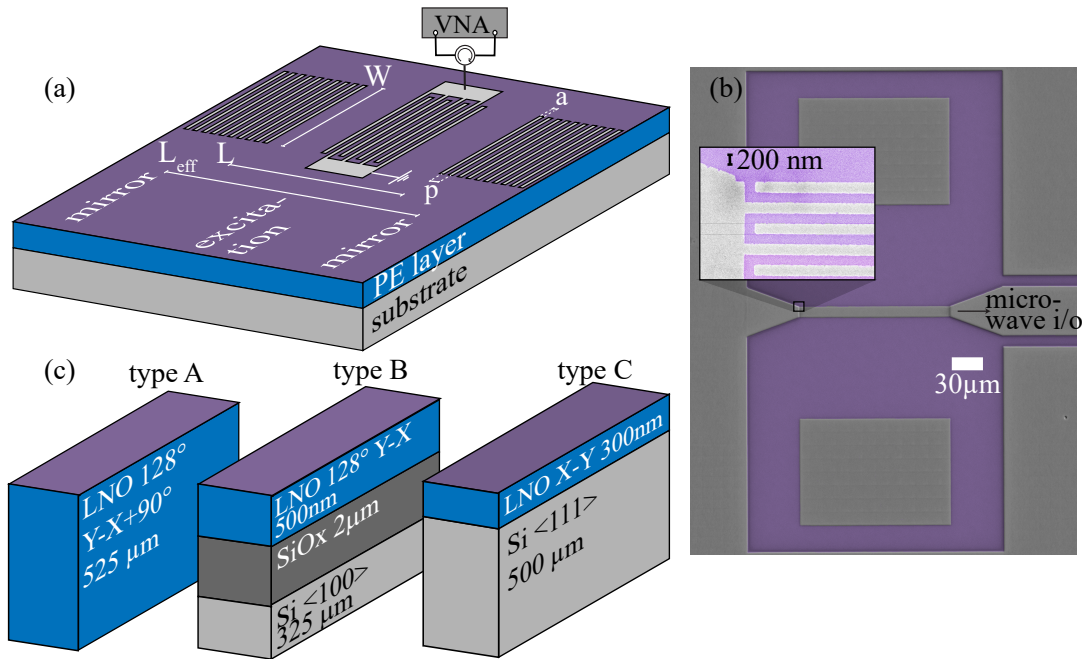 VNA
(a)
W
a
L
eff
L
p
mirror
excita-
tion
mirror
PE layer
substrate
(b)
200 nm
micro-
wave i/o
30µm
(c)
type A
type B
type C
LNO 128°
Y-X+90°
525 µm
LNO 128° Y-X
500nm
SiOx 2µm
Si <100>
325 µm
LNO X-Y 300nm
Si <111>
500 µm